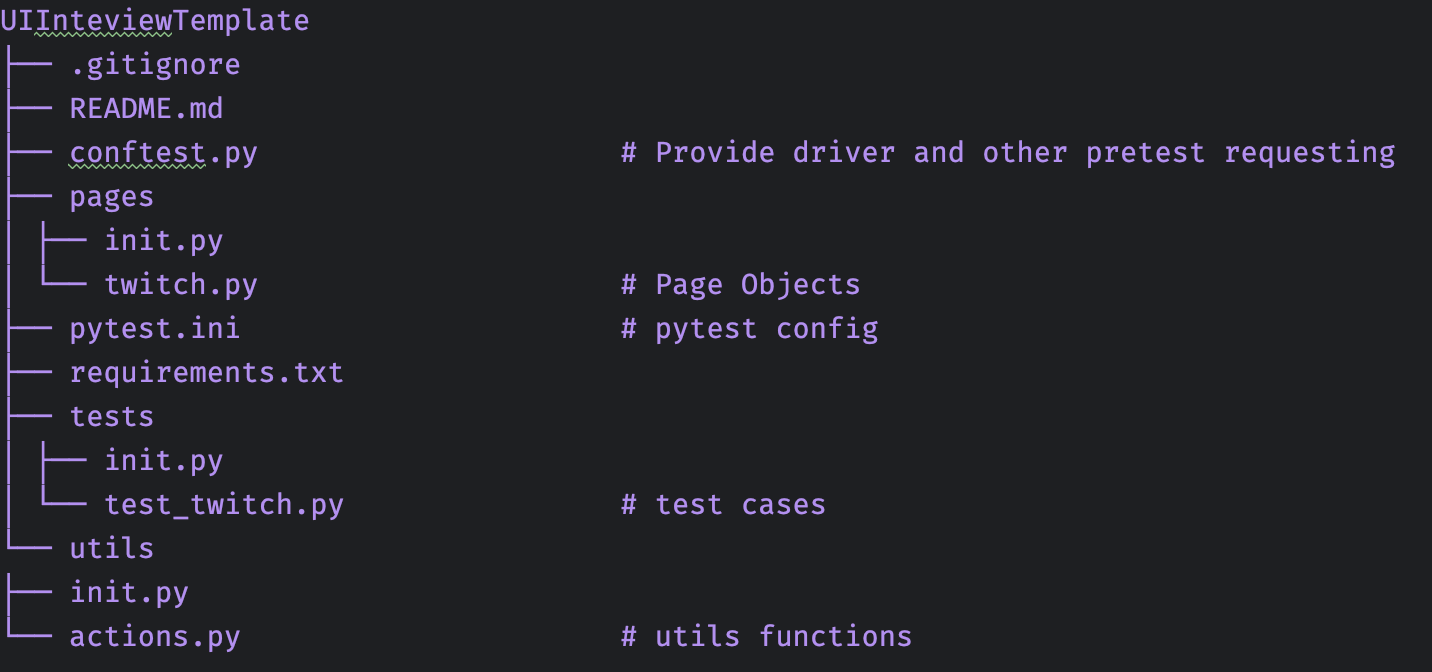 UIInteviewTemplate
├── .gitignore
├── README.md
├── conftest.py                     # Provide driver and other pretest requesting
├── pages
│ ├── init.py
│ └── twitch.py                     # Page Objects
├── pytest.ini                      # pytest config
├── requirements.txt
├── tests
│ ├── init.py
│ └── test_twitch.py                # test cases
└── utils
├── init.py
└── actions.py                      # utils functions